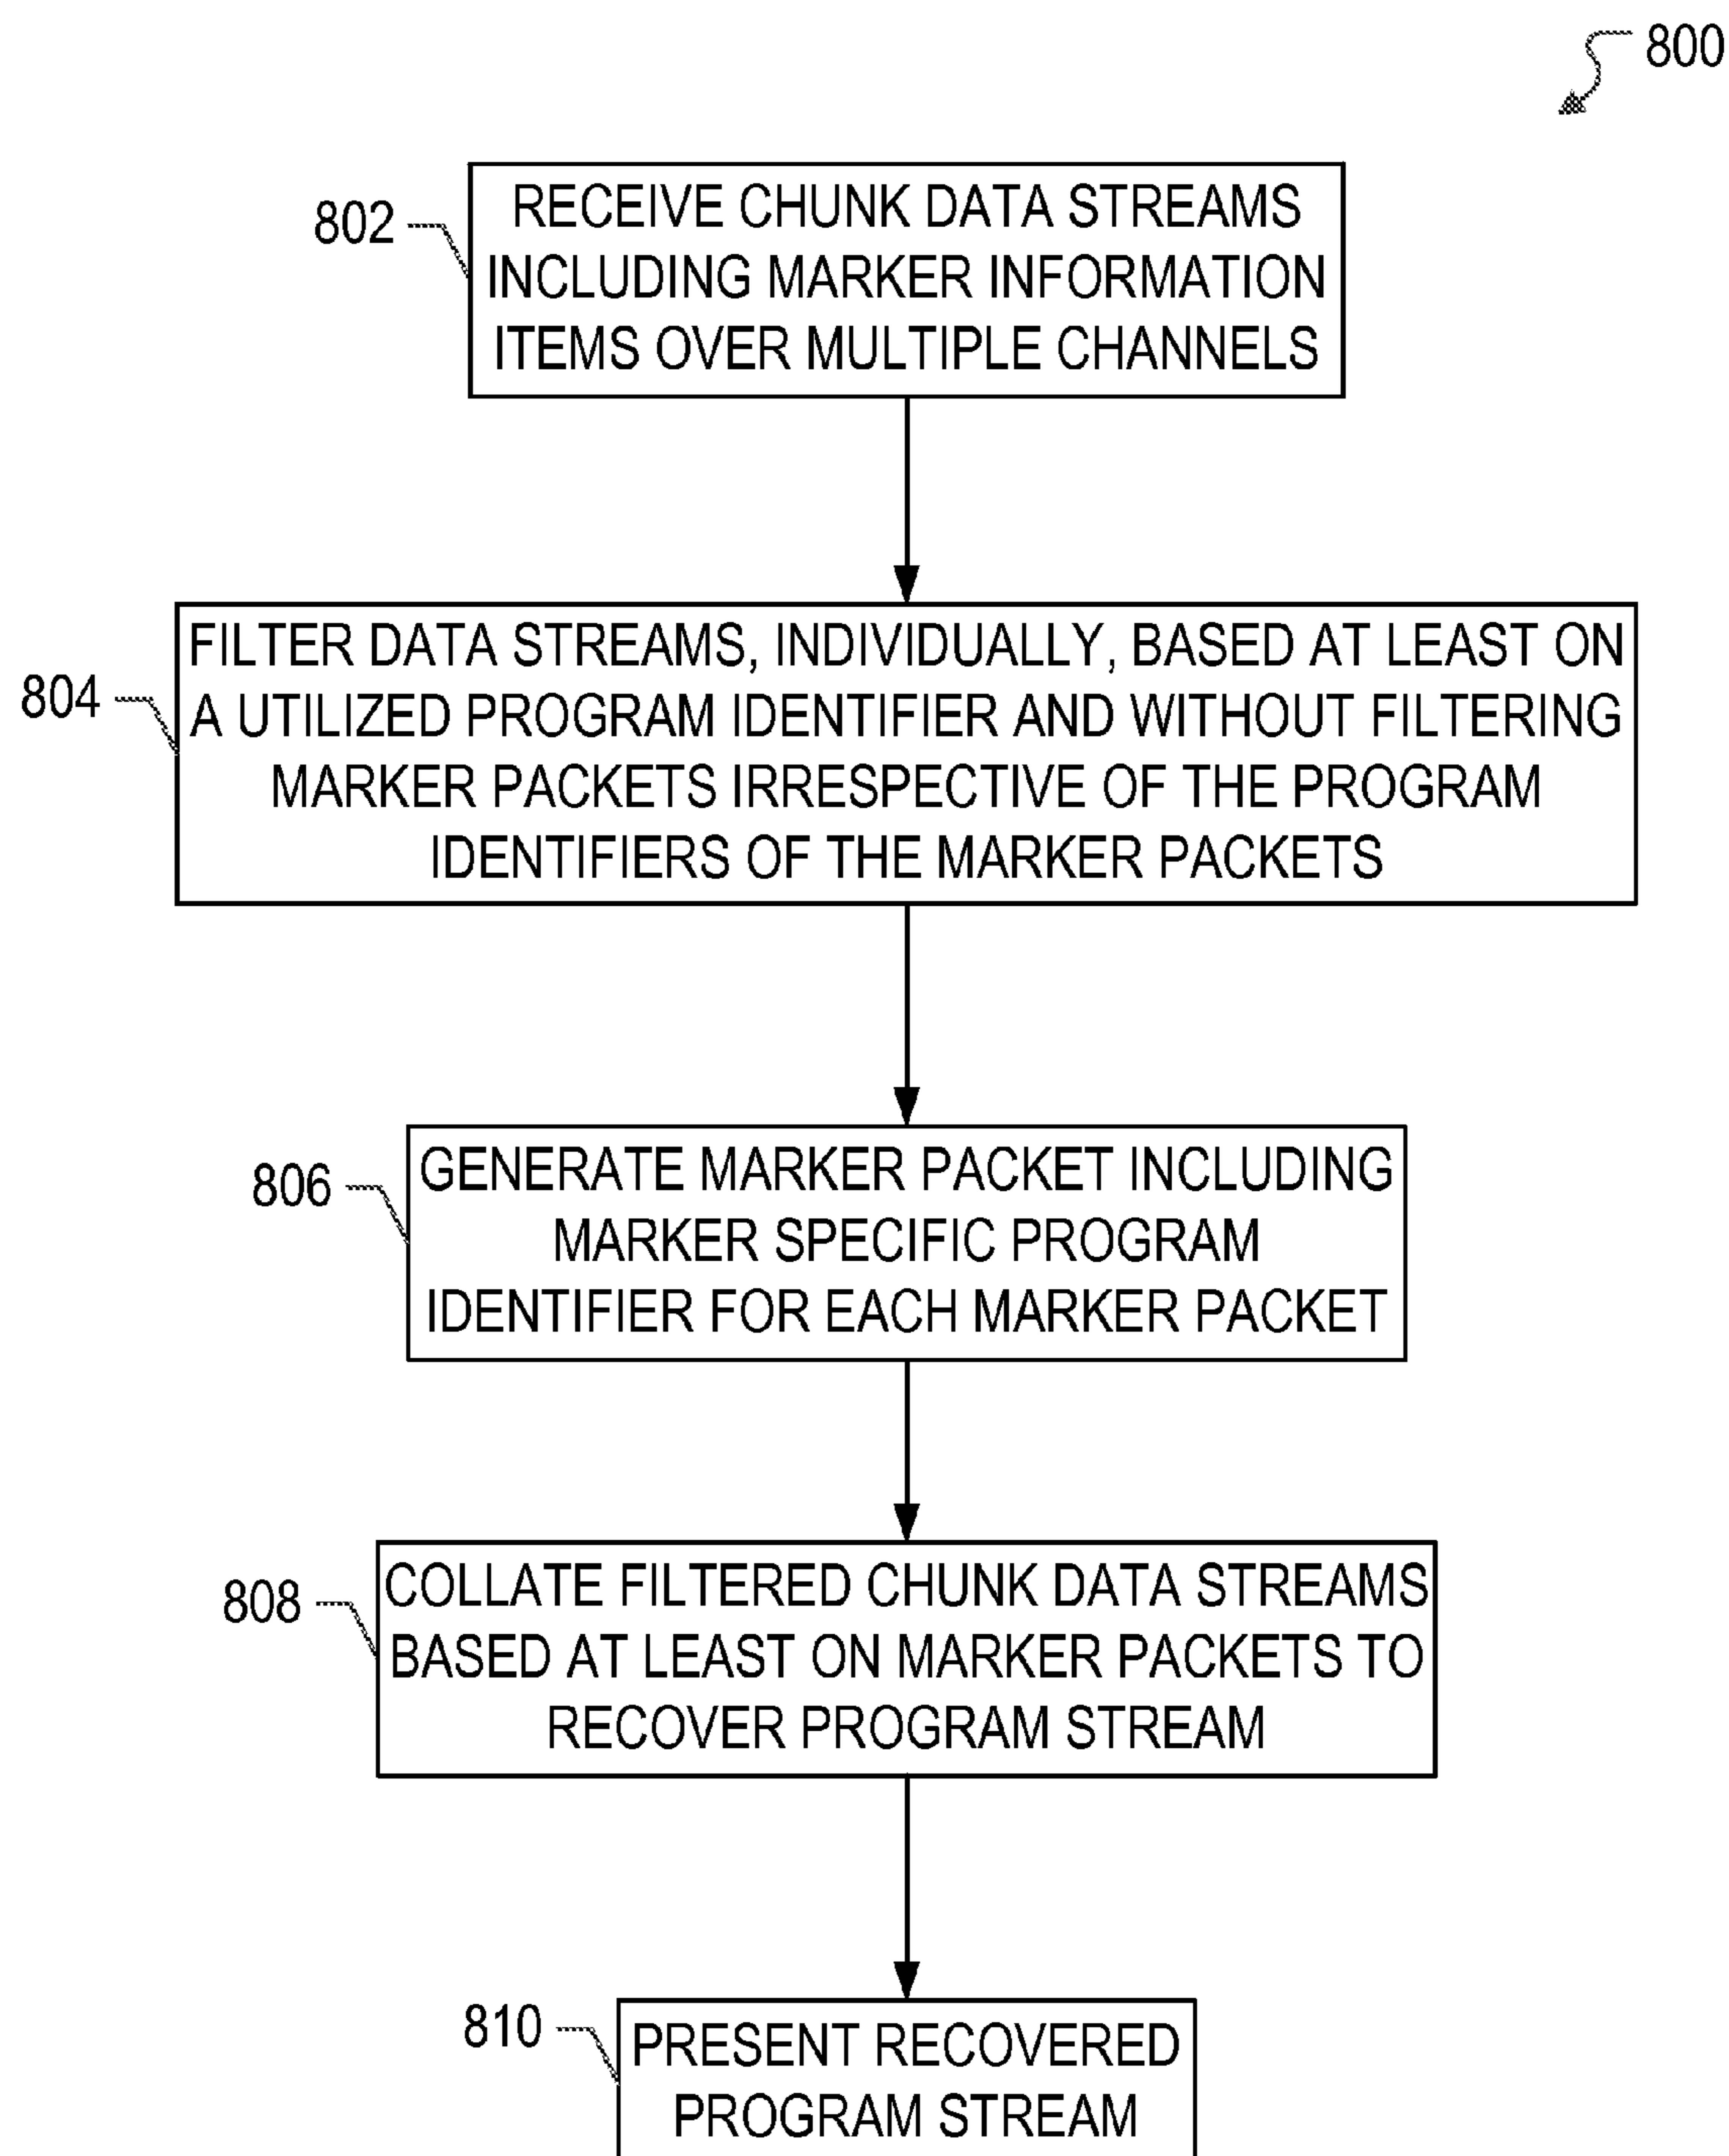 800
802
RECEIVE CHUNK DATA STREAMS
INCLUDING MARKER INFORMATION
ITEMS OVER MULTIPLE CHANNELS
804
FILTER DATA STREAMS, INDIVIDUALLY, BASED AT LEAST ON
A UTILIZED PROGRAM IDENTIFIER AND WITHOUT FILTERING
MARKER PACKETS IRRESPECTIVE OF THE PROGRAM
IDENTIFIERS OF THE MARKER PACKETS
806
GENERATE MARKER PACKET INCLUDING
MARKER SPECIFIC PROGRAM
IDENTIFIER FOR EACH MARKER PACKET
808
COLLATE FILTERED CHUNK DATA STREAMS
BASED AT LEAST ON MARKER PACKETS TO
RECOVER PROGRAM STREAM
810
PRESENT RECOVERED
PROGRAM STREAM